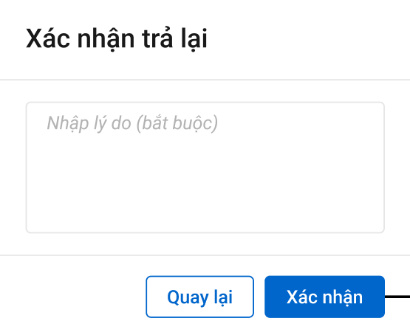 Xác nhận trả lại
Nhập lý do (bắt buộc)
Quay lại
Xác nhận